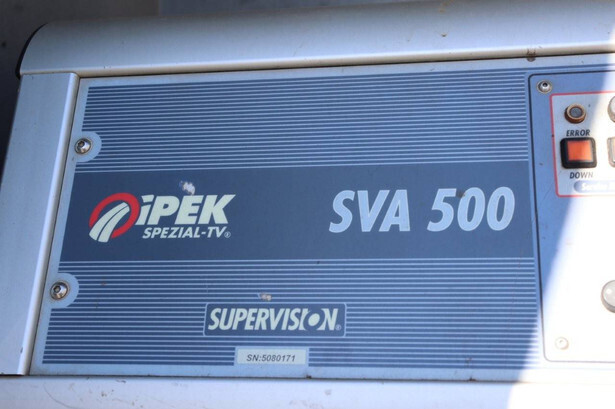 iPEK
SPEZIAL-TV®
SVA 500
SUPERVISION®
SN:5080171
ERROR
DOWN